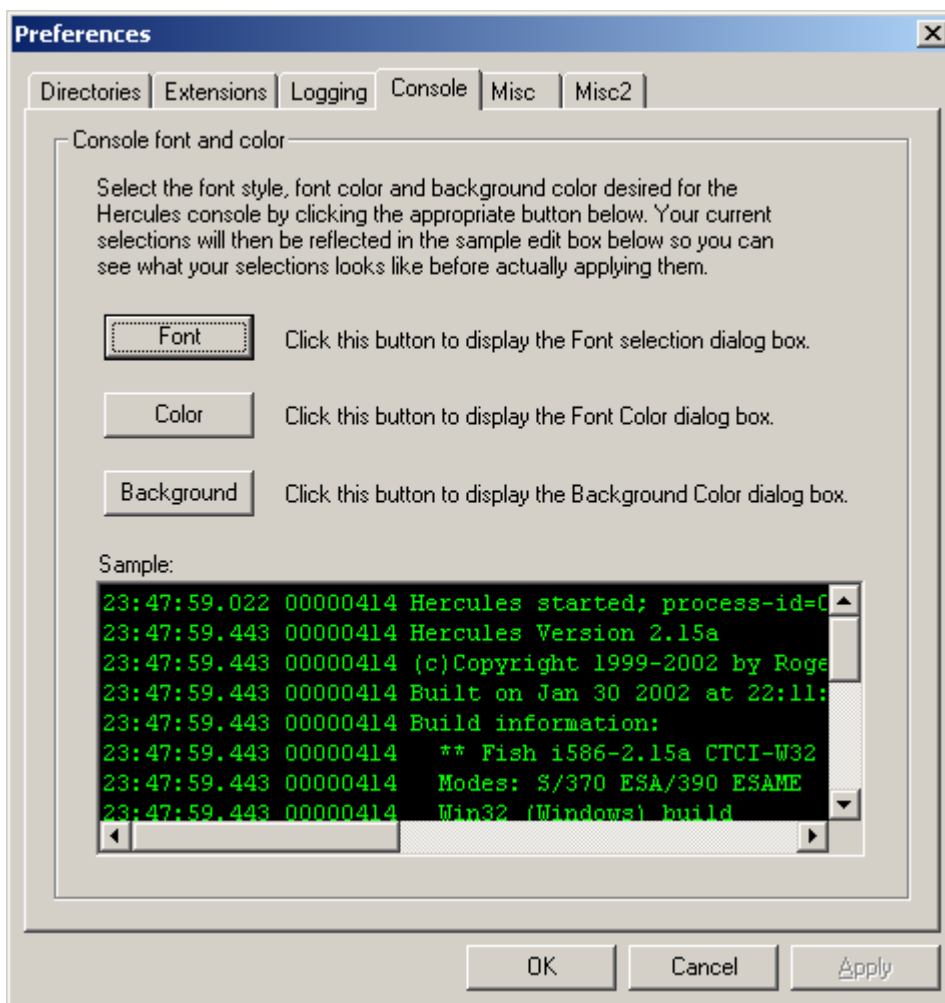 Preferences
Directories Extensions Logging Console Misc Misc2
Console font and color
Select the font style, font color and background color desired for the
Hercules console by clicking the appropriate button below. Your current
selections will then be reflected in the sample edit box below so you can
see what your selections looks like before actually applying them.
Font Click this button to display the Font selection dialog box.
Color Click this button to display the Font Color dialog box.
Background Click this button to display the Background Color dialog box.
Sample:
23:47:59.022 00000414 Hercules started; process-id=
23:47:59.443 00000414 Hercules Version 2.15a
23:47:59.443 00000414 (c)Copyright 1999-2002 by Roge
23:47:59.443 00000414 Built on Jan 30 2002 at 22:11:
23:47:59.443 00000414 Build information:
23:47:59.443 00000414 ** Fish i586-2.15a CTCI-W32
23:47:59.443 00000414 Modes: S/370 ESA/390 ESAME
23:47:59.443 00000414 Win32 (Windows) build
OK Cancel Apply